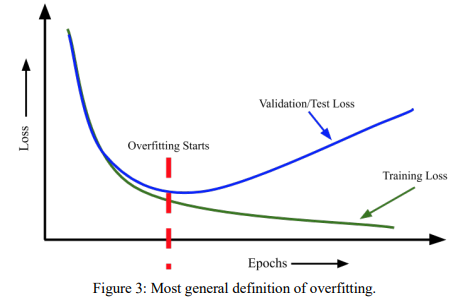 Validation/Test Loss
Overfitting Starts
Loss
Training Loss
Epochs
Figure 3: Most general definition of overfitting.